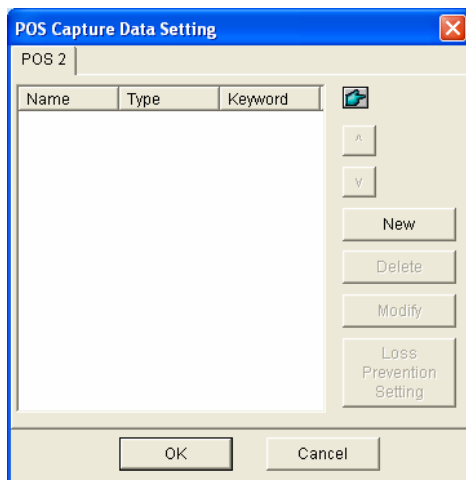 POS Capture Data Setting
POS 2
Name Type Keyword
New
Delete
Modify
Loss
Prevention
Setting
OK Cancel